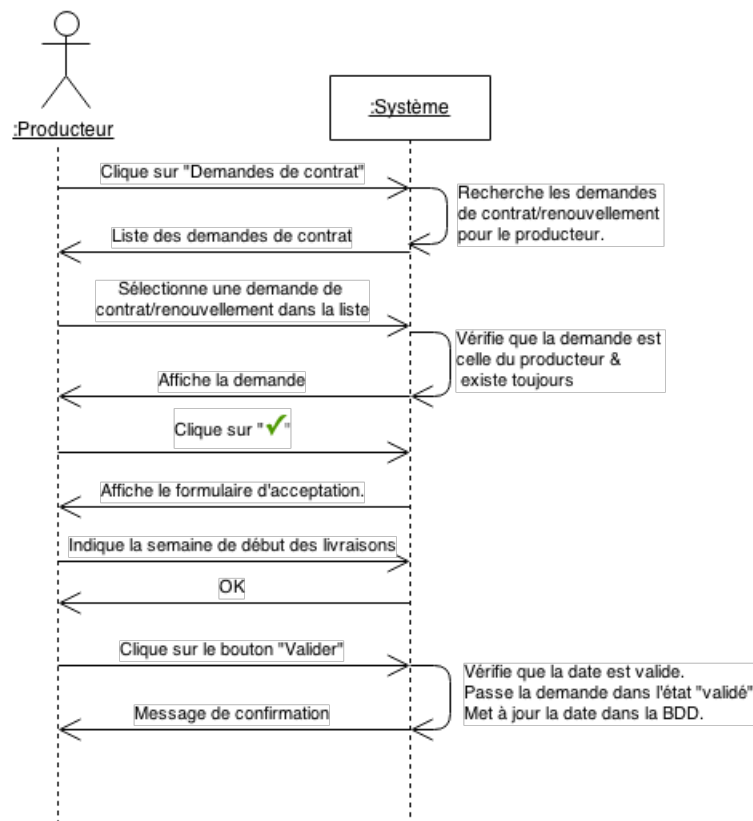 :Producteur
:Système
Clique sur "Demandes de contrat"
Recherche les demandes
de contrat/renouvellement
pour le producteur.
Liste des demandes de contrat
Sélectionne une demande de
contrat/renouvellement dans la liste
Vérifie que la demande est
celle du producteur &
existe toujours
Affiche la demande
Clique sur "✓"
Affiche le formulaire d'acceptation.
Indique la semaine de début des livraisons
OK
Clique sur le bouton "Valider"
Vérifie que la date est valide.
Passe la demande dans l'état "validé"
Met à jour la date dans la BDD.
Message de confirmation